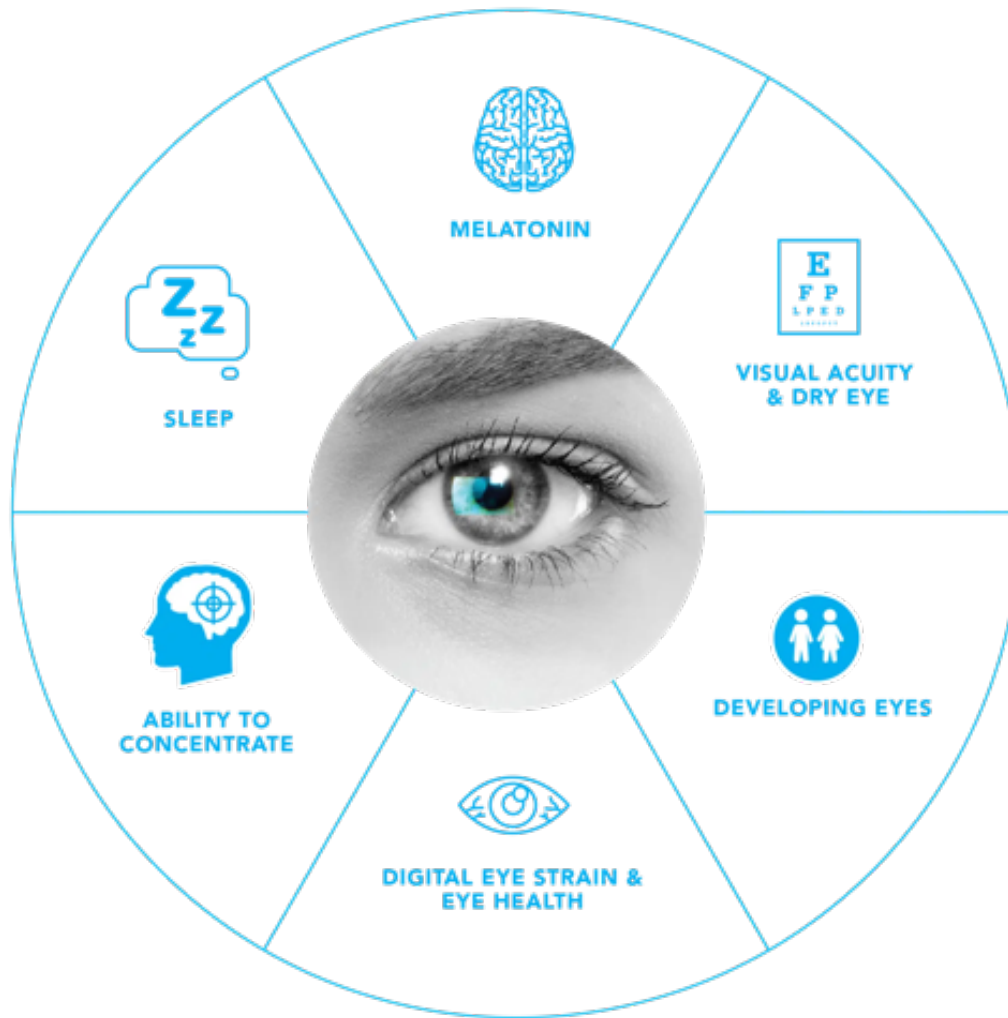 MELATONIN
E
F P
L P E D
VISUAL ACUITY
& DRY EYE
DEVELOPING EYES
DIGITAL EYE STRAIN &
EYE HEALTH
ABILITY TO
CONCENTRATE
Z
Z
z
SLEEP